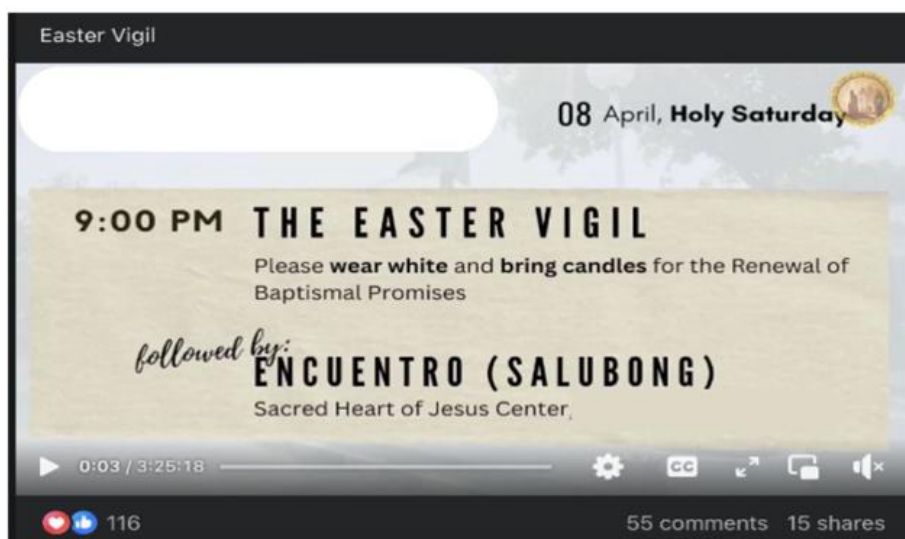 Easter Vigil
08 April, Holy Saturday
9:00 PM THE EASTER VIGIL
Please wear white and bring candles for the Renewal of
Baptismal Promises
followed by:
ENCUENTRO (SALUBONG)
Sacred Heart of Jesus Center,
0:03 / 3:25:18
CC
116
55 comments 15 shares